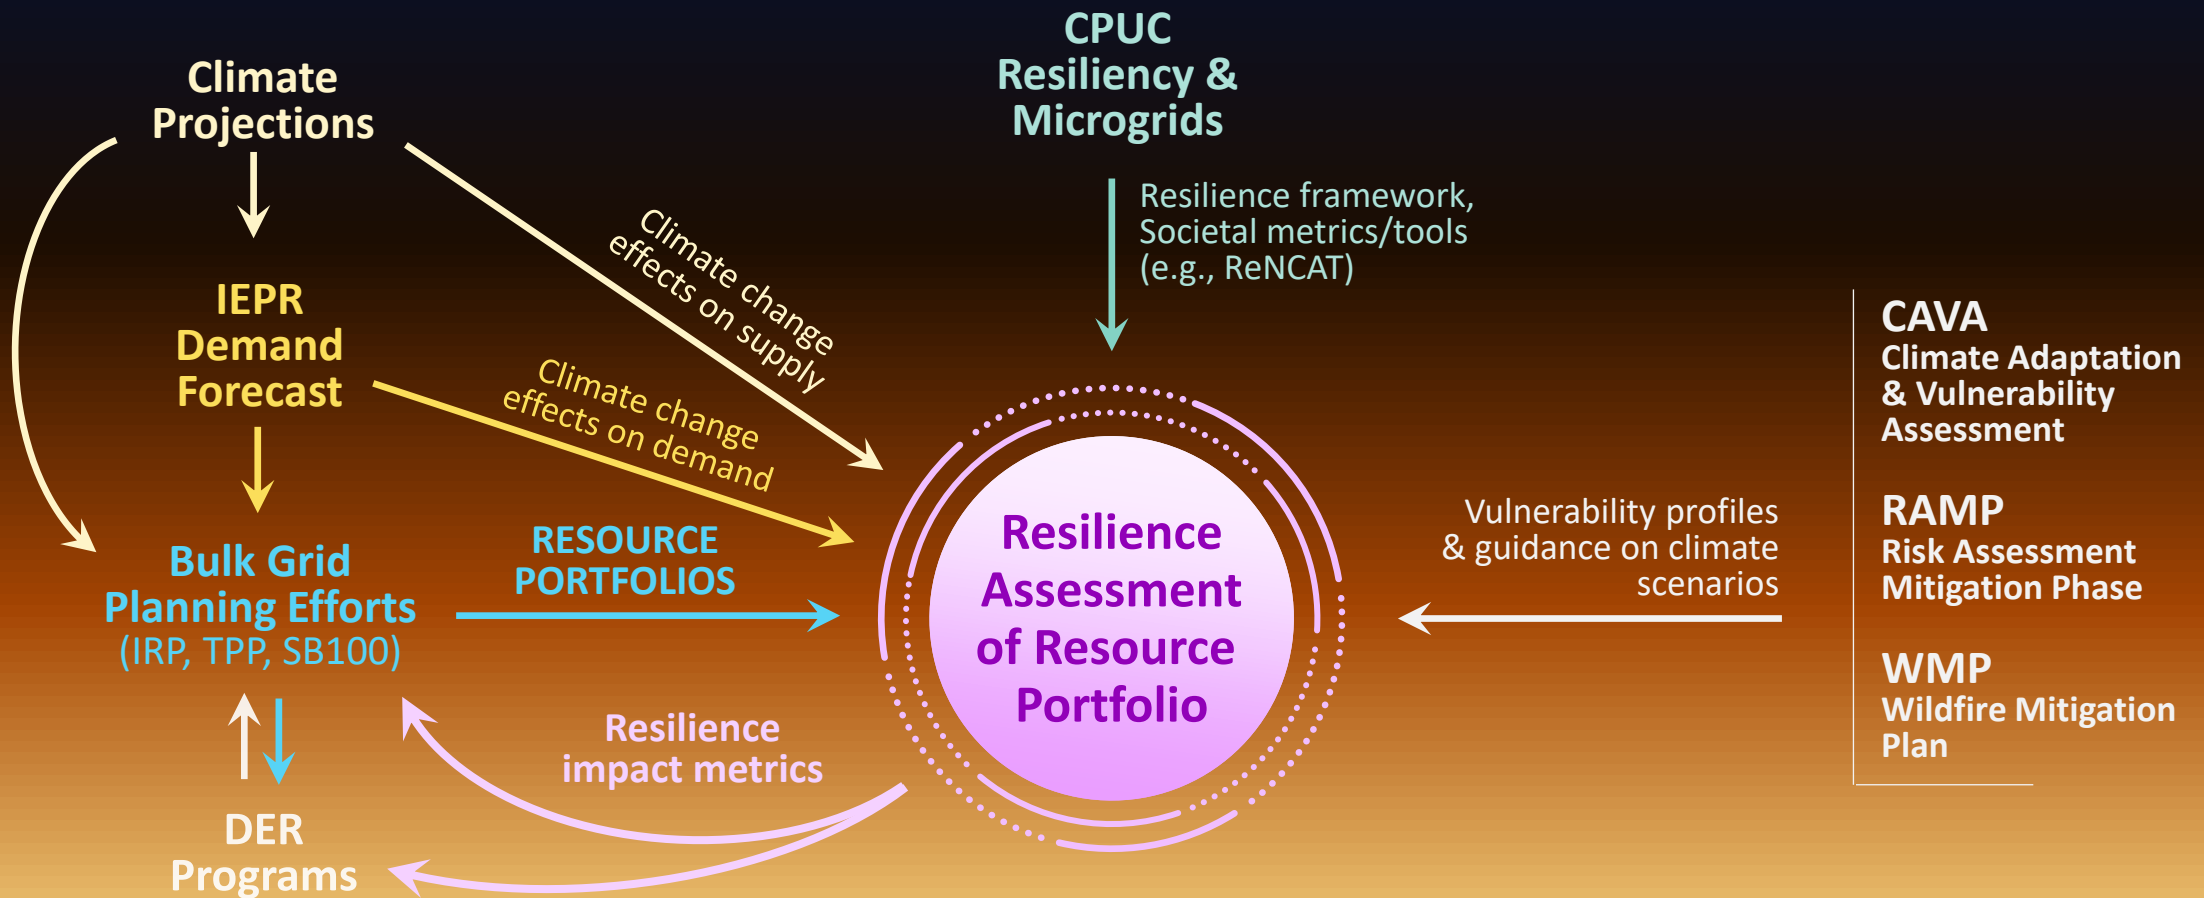 Climate
Projections
CPUC
Resiliency &
Microgrids
Resilience framework,
Societal metrics/tools
(e.g., ReNCAT)
Climate change
effects on supply
IEPR
Demand
Forecast
Climate change
effects on demand
Bulk Grid
Planning Efforts
(IRP, TPP, SB100)
RESOURCE
PORTFOLIOS
Resilience
Assessment
of Resource
Portfolio
Vulnerability profiles
& guidance on climate
scenarios
CAVA
Climate Adaptation
& Vulnerability
Assessment
RAMP
Risk Assessment
Mitigation Phase
WMP
Wildfire Mitigation
Plan
Resilience
impact metrics
DER
Programs